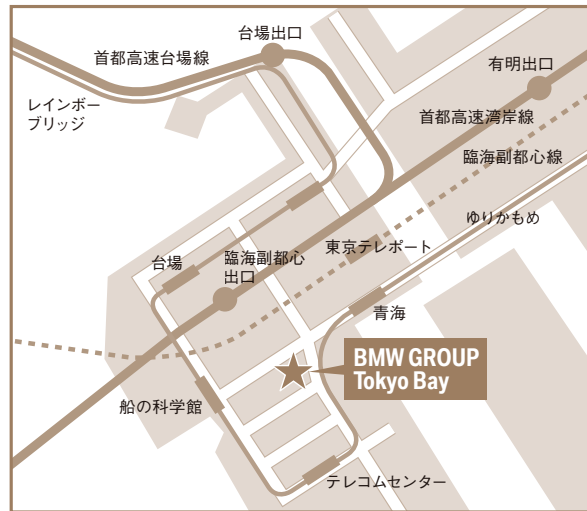 台場出口
首都高速台場線
有明出口
レインボー
ブリッジ
首都高速湾岸線
臨海副都心線
ゆりかもめ
東京テレポート
台場
臨海副都心
出口
青海
BMW GROUP
Tokyo Bay
船の科学館
テレコムセンター